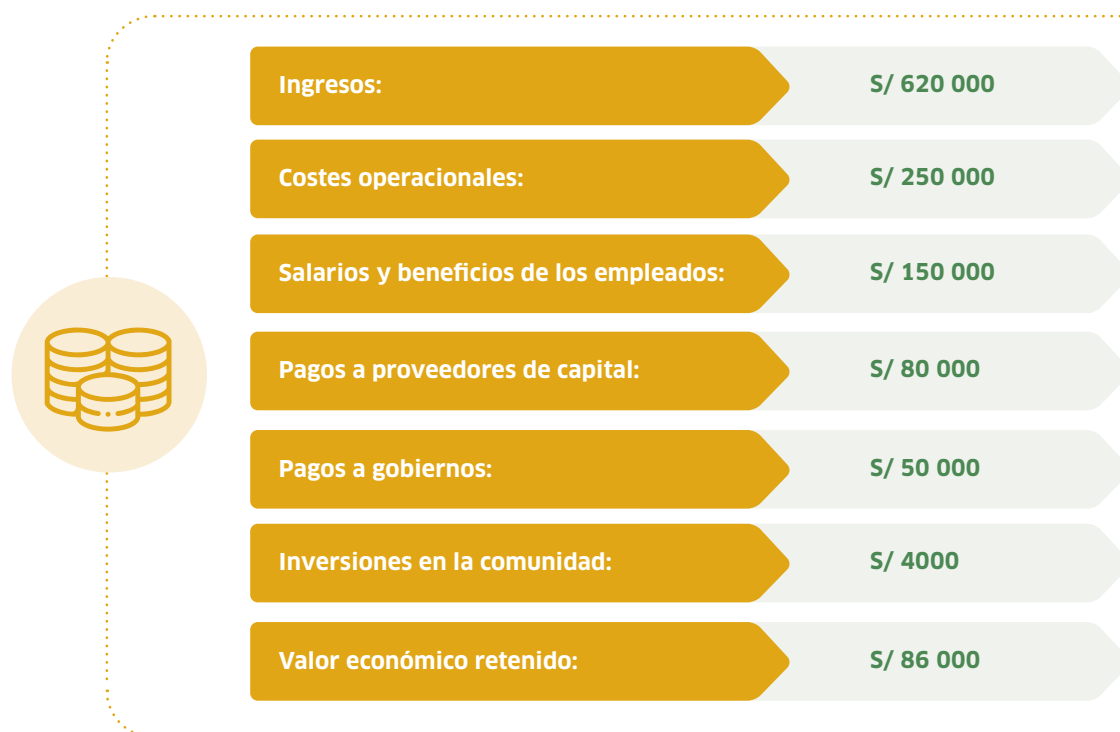 Ingresos: S/ 620 000
Costes operacionales: S/ 250 000
Salarios y beneficios de los empleados: S/ 150 000
Pagos a proveedores de capital: S/ 80 000
Pagos a gobiernos: S/ 50 000
Inversiones en la comunidad: S/ 4000
Valor económico retenido: S/ 86 000